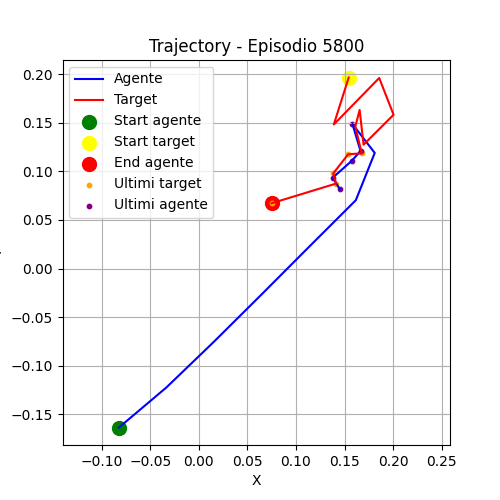 Trajectory - Episodio 5800
Agente
Target
Start agente
Start target
End agente
Ultimi target
Ultimi agente
0.20
0.15
0.10
0.05
0.00
−0.05
−0.10
−0.15
−0.10
−0.05
0.00
0.05
0.10
0.15
0.20
0.25
X